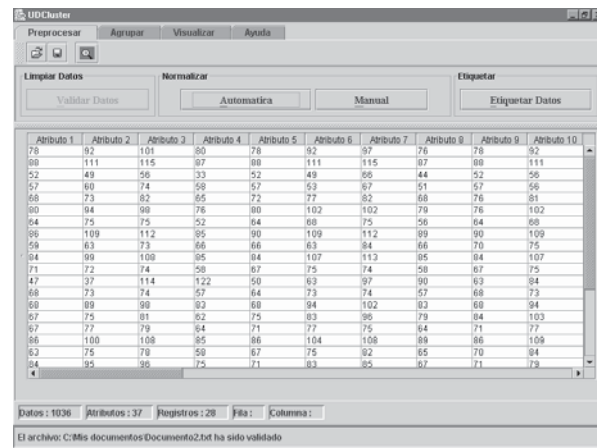 UDCluster
Preprocesar Agrupar Visualizar Ayuda
Limpiar Datos Normalizar Etiquetar
Validar Datos Automatica Manual Etiquetar Datos
Atributo 1 Atributo 2 Atributo 3 Atributo 4 Atributo 5 Atributo 6 Atributo 7 Atributo 8 Atributo 9 Atributo 10
78 92 101 80 78 92 97 76 78 92
88 111 115 87 88 111 115 87 88 111
52 49 56 33 52 49 66 44 52 56
57 60 74 58 57 53 67 51 57 56
68 73 82 65 72 77 82 68 76 81
80 94 98 76 80 102 102 79 76 102
64 75 75 52 64 68 75 56 64 68
86 109 112 85 90 109 112 89 90 109
59 63 73 66 66 63 84 66 70 75
84 99 108 85 84 107 113 85 84 107
71 72 74 58 67 75 74 58 67 75
47 37 114 122 50 63 97 90 63 84
68 73 74 57 64 73 74 57 68 73
68 89 98 83 68 94 102 83 68 94
67 75 81 62 75 83 96 79 84 103
67 77 79 64 71 77 75 64 71 77
86 100 108 85 86 104 108 89 86 109
63 75 78 58 67 75 82 65 70 84
84 95 96 75 71 83 85 67 71 79
Datos : 1036 Atributos : 37 Registros : 28 Fila : Columna :
El archivo: C:\Mis documentos\Documento2.txt ha sido validado